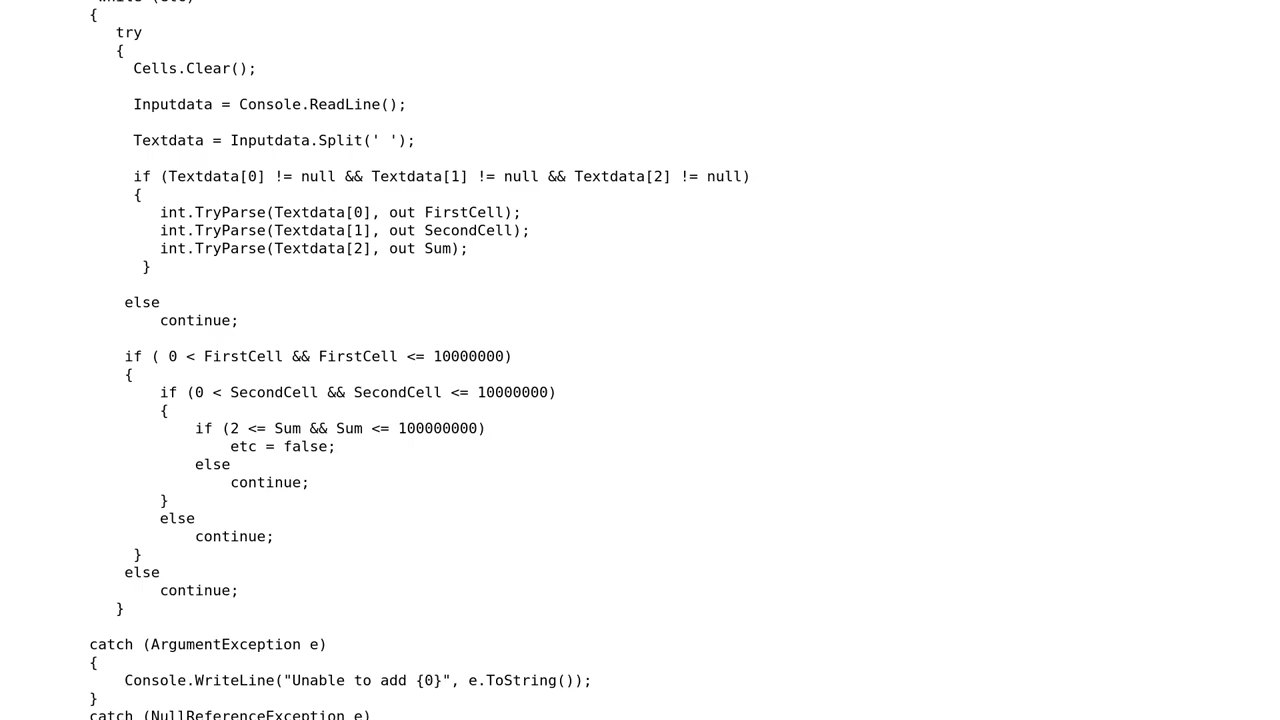 {
try
{
Cells.Clear();
Inputdata = Console.ReadLine();
Textdata = Inputdata.Split(' ');
if (Textdata[0] != null && Textdata[1] != null && Textdata[2] != null)
{
int.TryParse(Textdata[0], out FirstCell);
int.TryParse(Textdata[1], out SecondCell);
int.TryParse(Textdata[2], out Sum);
}
else
continue;
if ( 0 < FirstCell && FirstCell <= 10000000)
{
if (0 < SecondCell && SecondCell <= 10000000)
{
if (2 <= Sum && Sum <= 100000000)
etc = false;
else
continue;
}
else
continue;
}
else
continue;
}
catch (ArgumentException e)
{
Console.WriteLine("Unable to add {0}", e.ToString());
}
catch (NullReferenceException e)